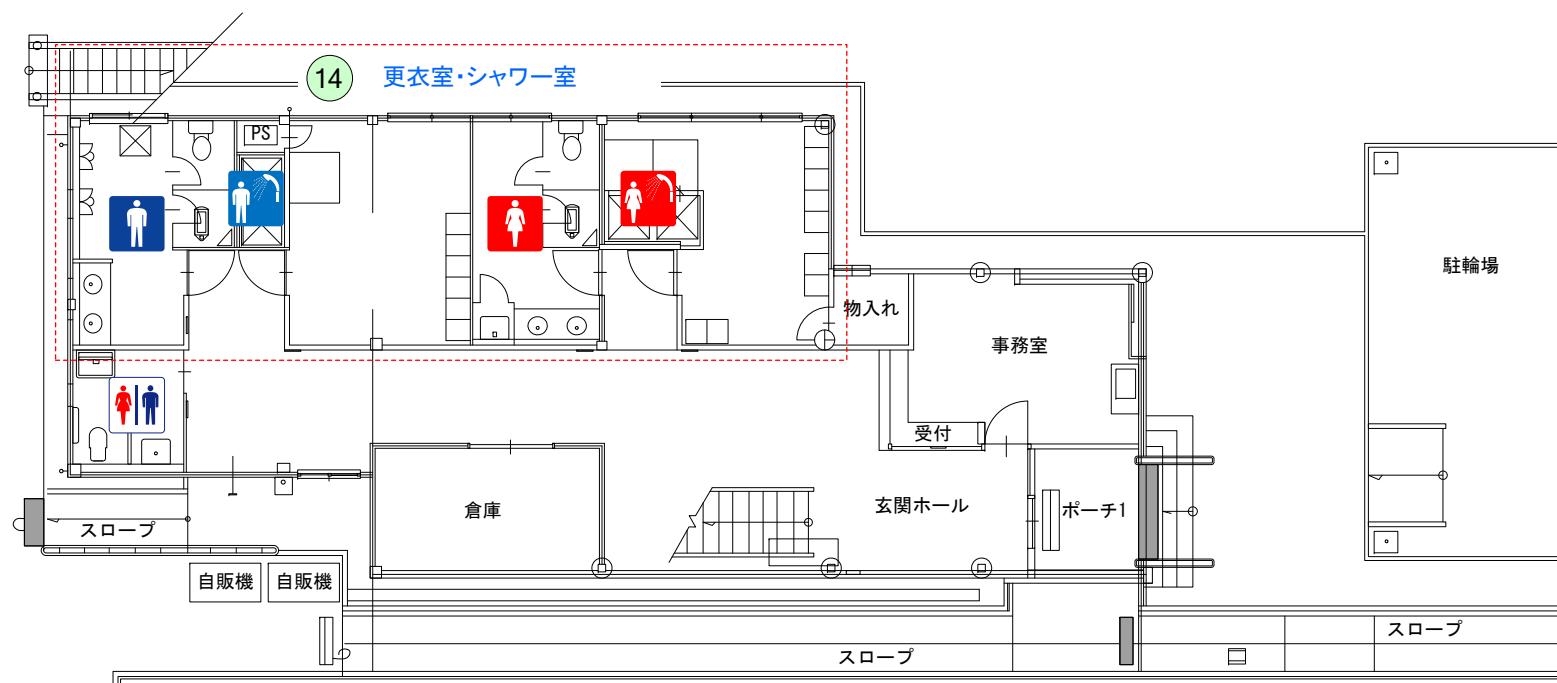 14
更衣室・シャワー室
PS
駐輪場
物入れ
事務室
受付
倉庫
玄関ホール
ポーチ1
スロープ
自販機
自販機
スロープ
スロープ